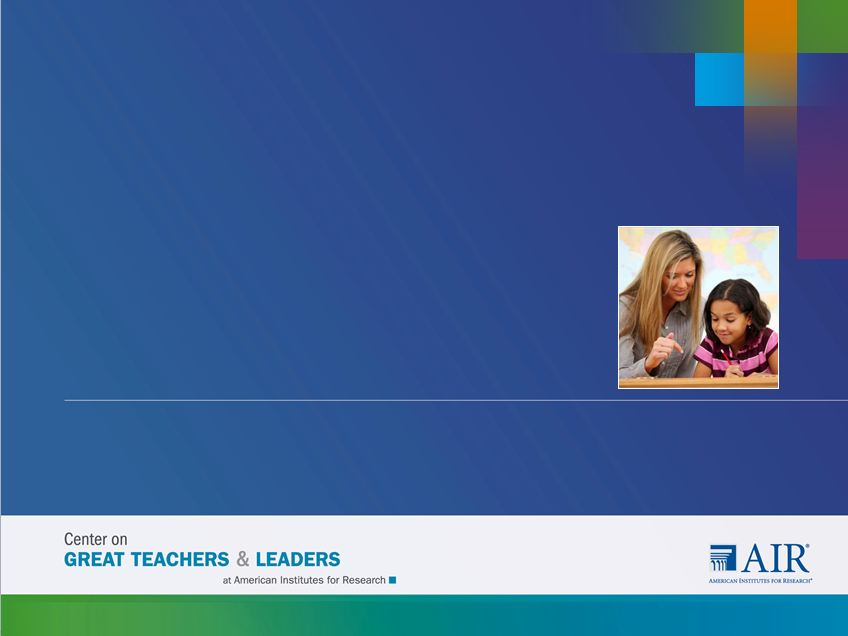 Center on
GREAT TEACHERS & LEADERS
at American Institutes for Research ■
AIR®
AMERICAN INSTITUTES FOR RESEARCH®